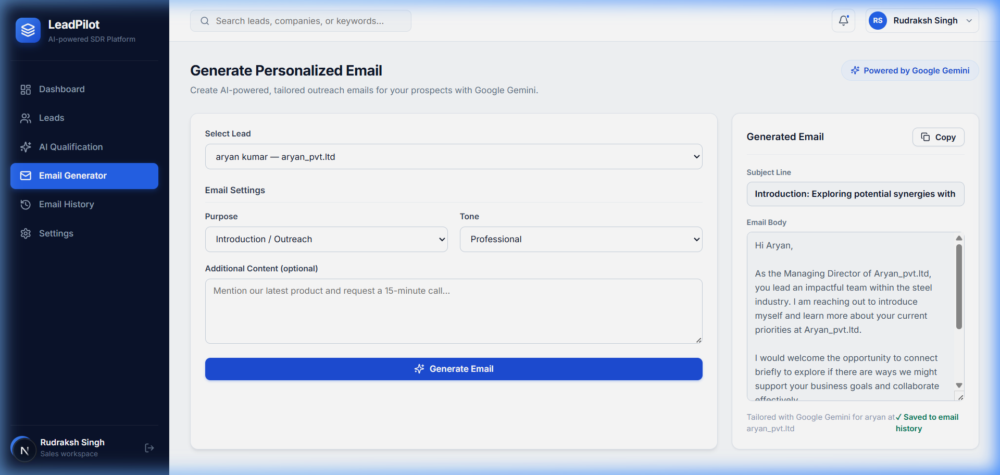 LeadPilot
AI-powered SDR Platform
Dashboard
Leads
AI Qualification
Email Generator
Email History
Settings
N
Rudraksh Singh
Sales workspace
Search leads, companies, or keywords...
RS
Rudraksh Singh
Generate Personalized Email
Create AI-powered, tailored outreach emails for your prospects with Google Gemini.
Powered by Google Gemini
Select Lead
aryan kumar — aryan_pvt.ltd
Email Settings
Purpose
Tone
Introduction / Outreach
Professional
Additional Content (optional)
Mention our latest product and request a 15-minute call...
Generate Email
Generated Email
Copy
Subject Line
Introduction: Exploring potential synergies with
Email Body
Hi Aryan,
As the Managing Director of Aryan_pvt.ltd,
you lead an impactful team within the steel
industry. I am reaching out to introduce
myself and learn more about your current
priorities at Aryan_pvt.ltd.
I would welcome the opportunity to connect
briefly to explore if there are ways we might
support your business goals and collaborate
effectively
Tailored with Google Gemini for aryan at
aryan_pvt.ltd
✓ Saved to email
history